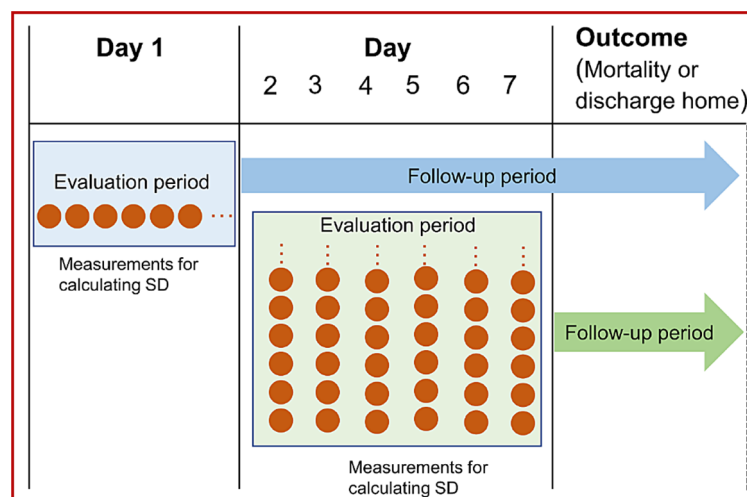 Day 1
Day
2 3 4 5 6 7
Outcome
(Mortality or
discharge home)
Evaluation period
Measurements for
calculating SD
Follow-up period
Evaluation period
Follow-up period
Measurements for
calculating SD